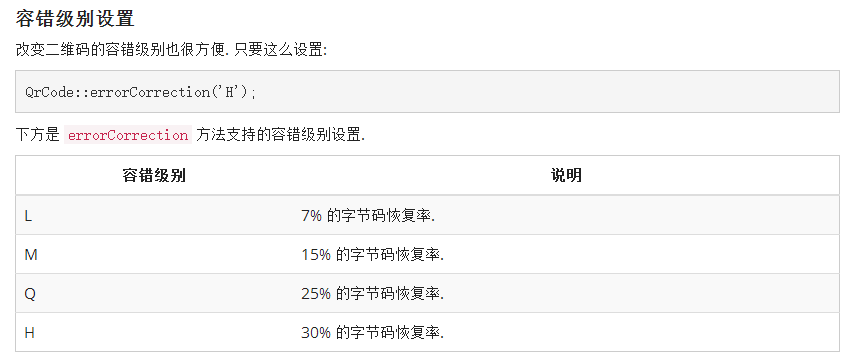 容错级别设置
改变二维码的容错级别也很方便. 只要这么设置:
QrCode::errorCorrection('H');
下方是 errorCorrection 方法支持的容错级别设置.
容错级别 说明
L 7% 的字节码恢复率.
M 15% 的字节码恢复率.
Q 25% 的字节码恢复率.
H 30% 的字节码恢复率.